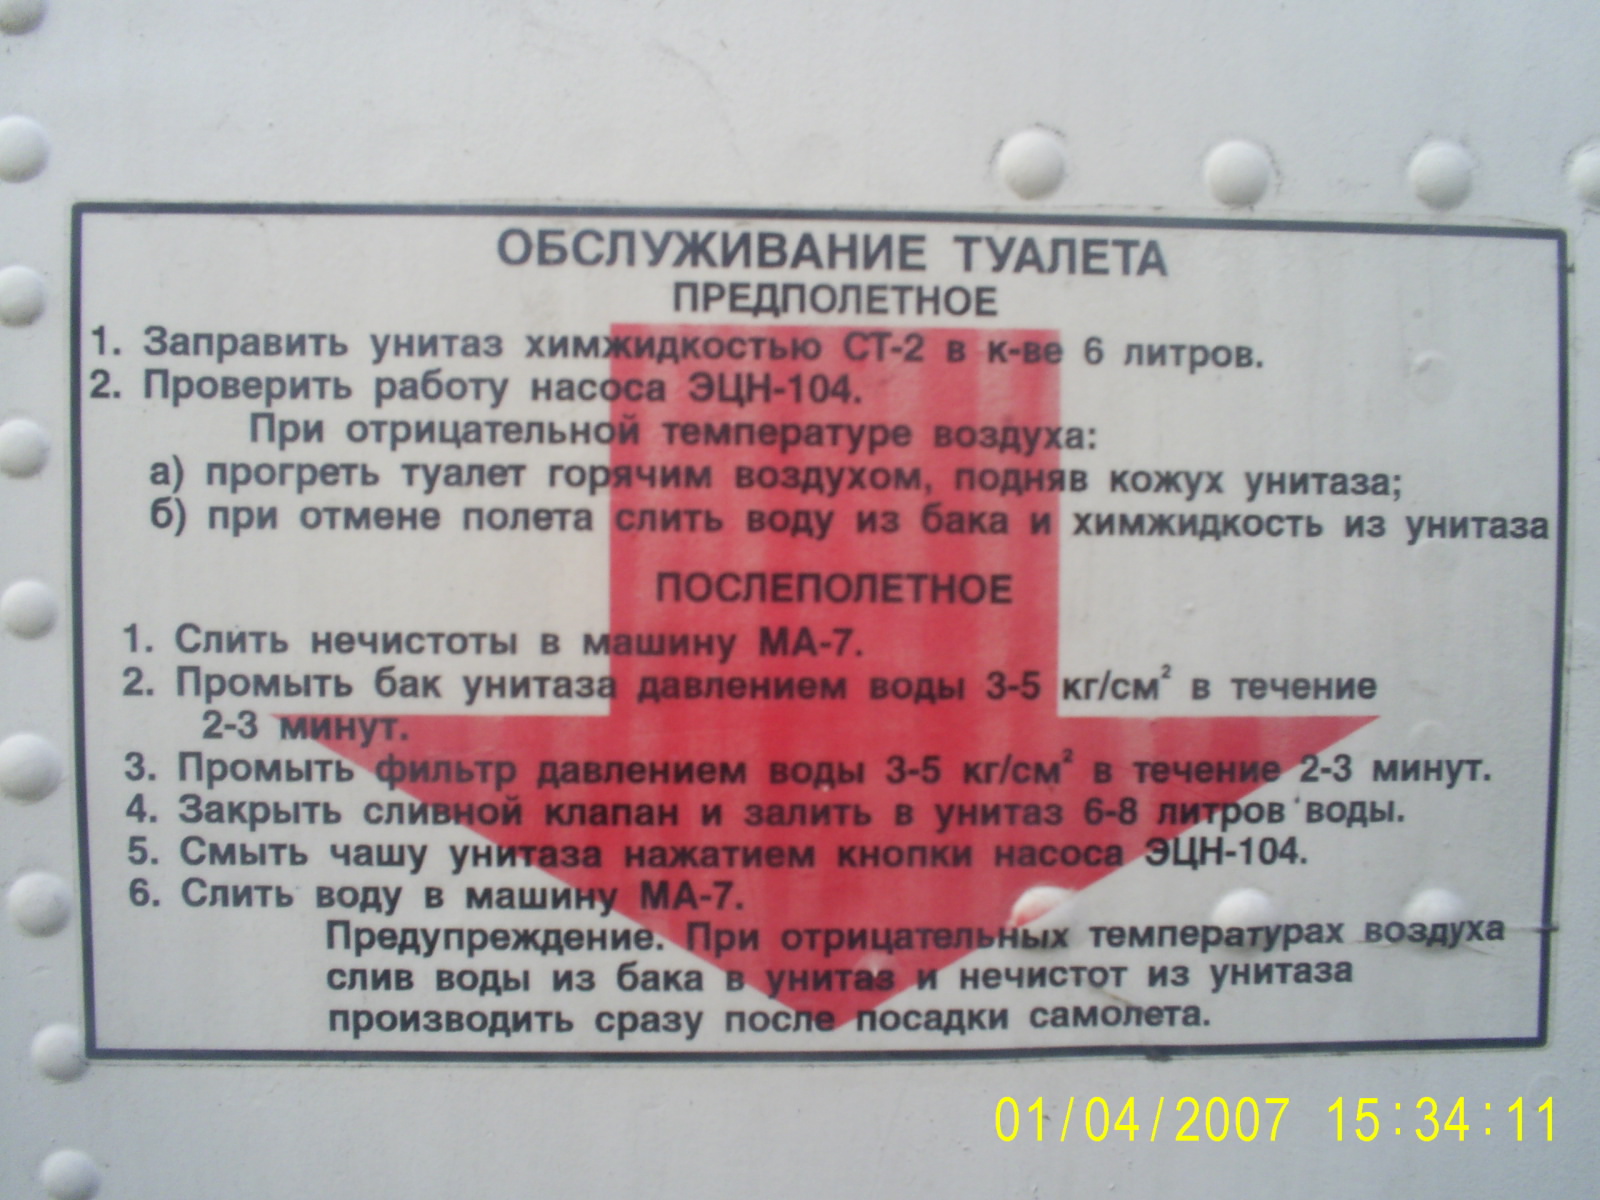 ОБСЛУЖИВАНИЕ ТУАЛЕТА
ПРЕДПОЛЕТНОЕ
1. Заправить унитаз химжидкостью СТ-2 в к-ве 6 литров.
2. Проверить работу насоса ЭЦН-104.
При отрицательной температуре воздуха:
а) прогреть туалет горячим воздухом, подняв кожух унитаза;
б) при отмене полета слить воду из бака и химжидкость из унитаза
ПОСЛЕПОЛЕТНОЕ
1. Слить нечистоты в машину МА-7.
2. Промыть бак унитаза давлением воды 3-5 кг/см² в течение
2-3 минут.
3. Промыть фильтр давлением воды 3-5 кг/см² в течение 2-3 минут.
4. Закрыть сливной клапан и залить в унитаз 6-8 литров воды.
5. Смыть чашу унитаза нажатием кнопки насоса ЭЦН-104.
6. Слить воду в машину МА-7.
Предупреждение. При отрицательных температурах воздуха
слив воды из бака в унитаз и нечистот из унитаза
производить сразу после посадки самолета.
01/04/2007 15:34:11